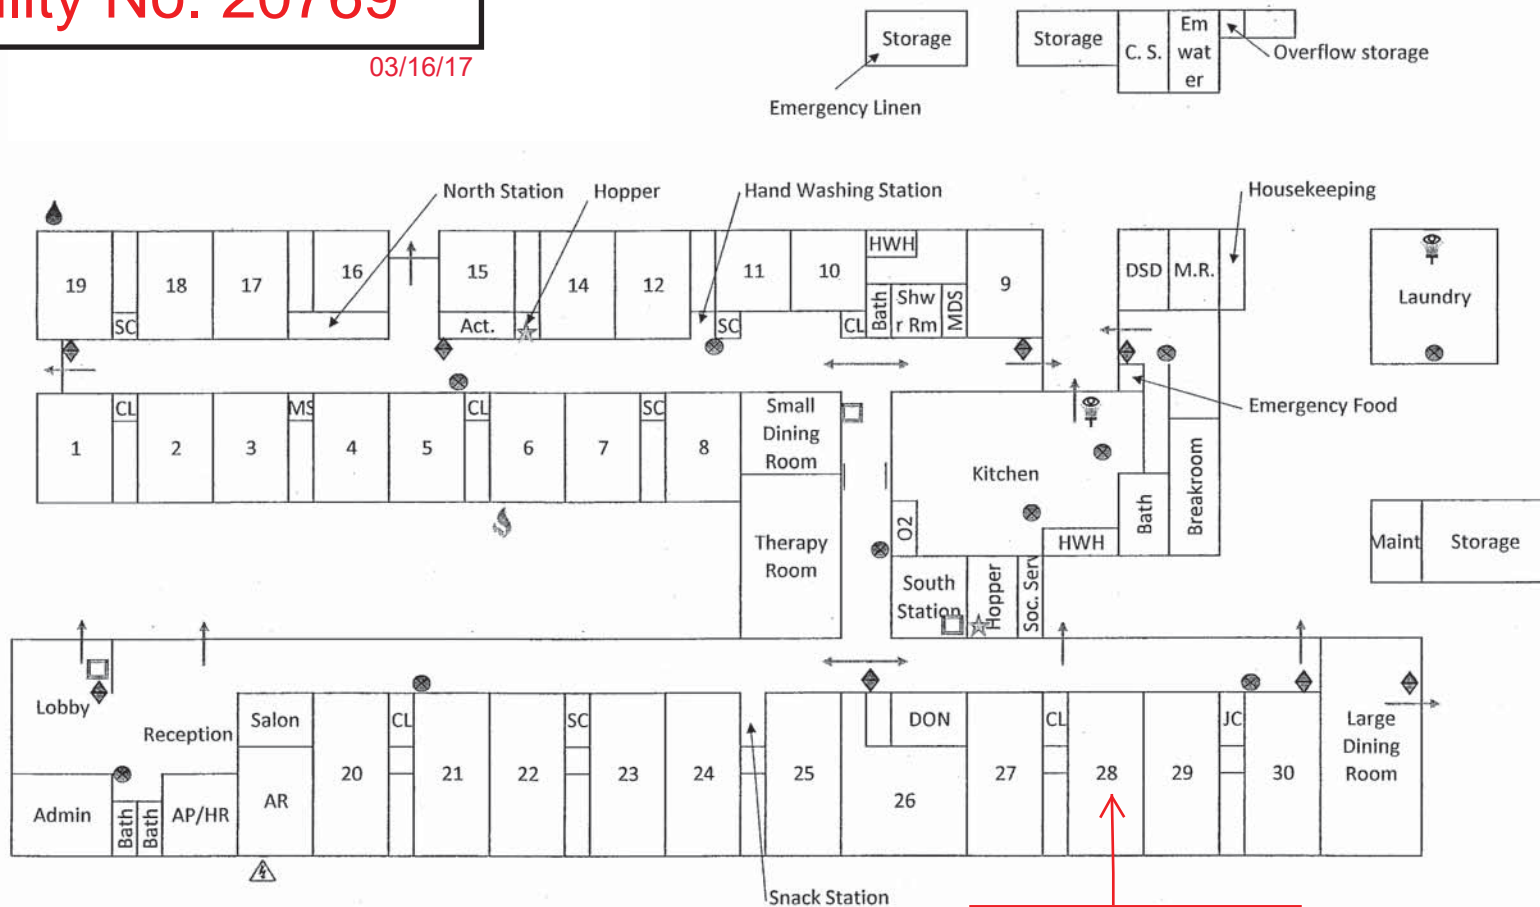 ility No. 20769
03/16/17
Storage
Storage
C. S.
Em
wat
er
Overflow storage
Emergency Linen
North Station
Hopper
Hand Washing Station
Housekeeping
19
SC
18
17
16
15
Act.
14
12
SC
11
10
CL
HWH
Bath
Shw
r Rm
MDS
9
DSD
M.R.
Laundry
1
CL
2
3
MS
4
5
CL
6
7
SC
8
Small
Dining
Room
Emergency Food
Kitchen
O2
Bath
Breakroom
HWH
Therapy
Room
South
Station
Hopper
Soc. Serv
Maint
Storage
Lobby
Reception
Salon
CL
SC
DON
CL
JC
Large
Dining
Room
Admin
Bath
Bath
AP/HR
AR
20
21
22
23
24
25
26
27
28
29
30
Snack Station